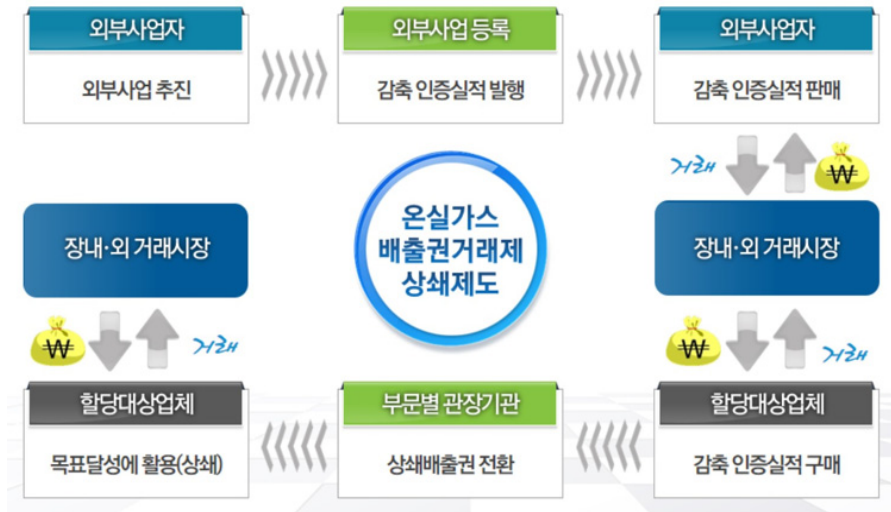 외부사업자
외부사업 추진
외부사업 등록
감축 인증실적 발행
외부사업자
감축 인증실적 판매
거래
₩
장내·외 거래시장
온실가스
배출권거래제
상쇄제도
장내·외 거래시장
₩
거래
₩
거래
할당대상업체
목표달성에 활용(상쇄)
부문별 관장기관
상쇄배출권 전환
할당대상업체
감축 인증실적 구매